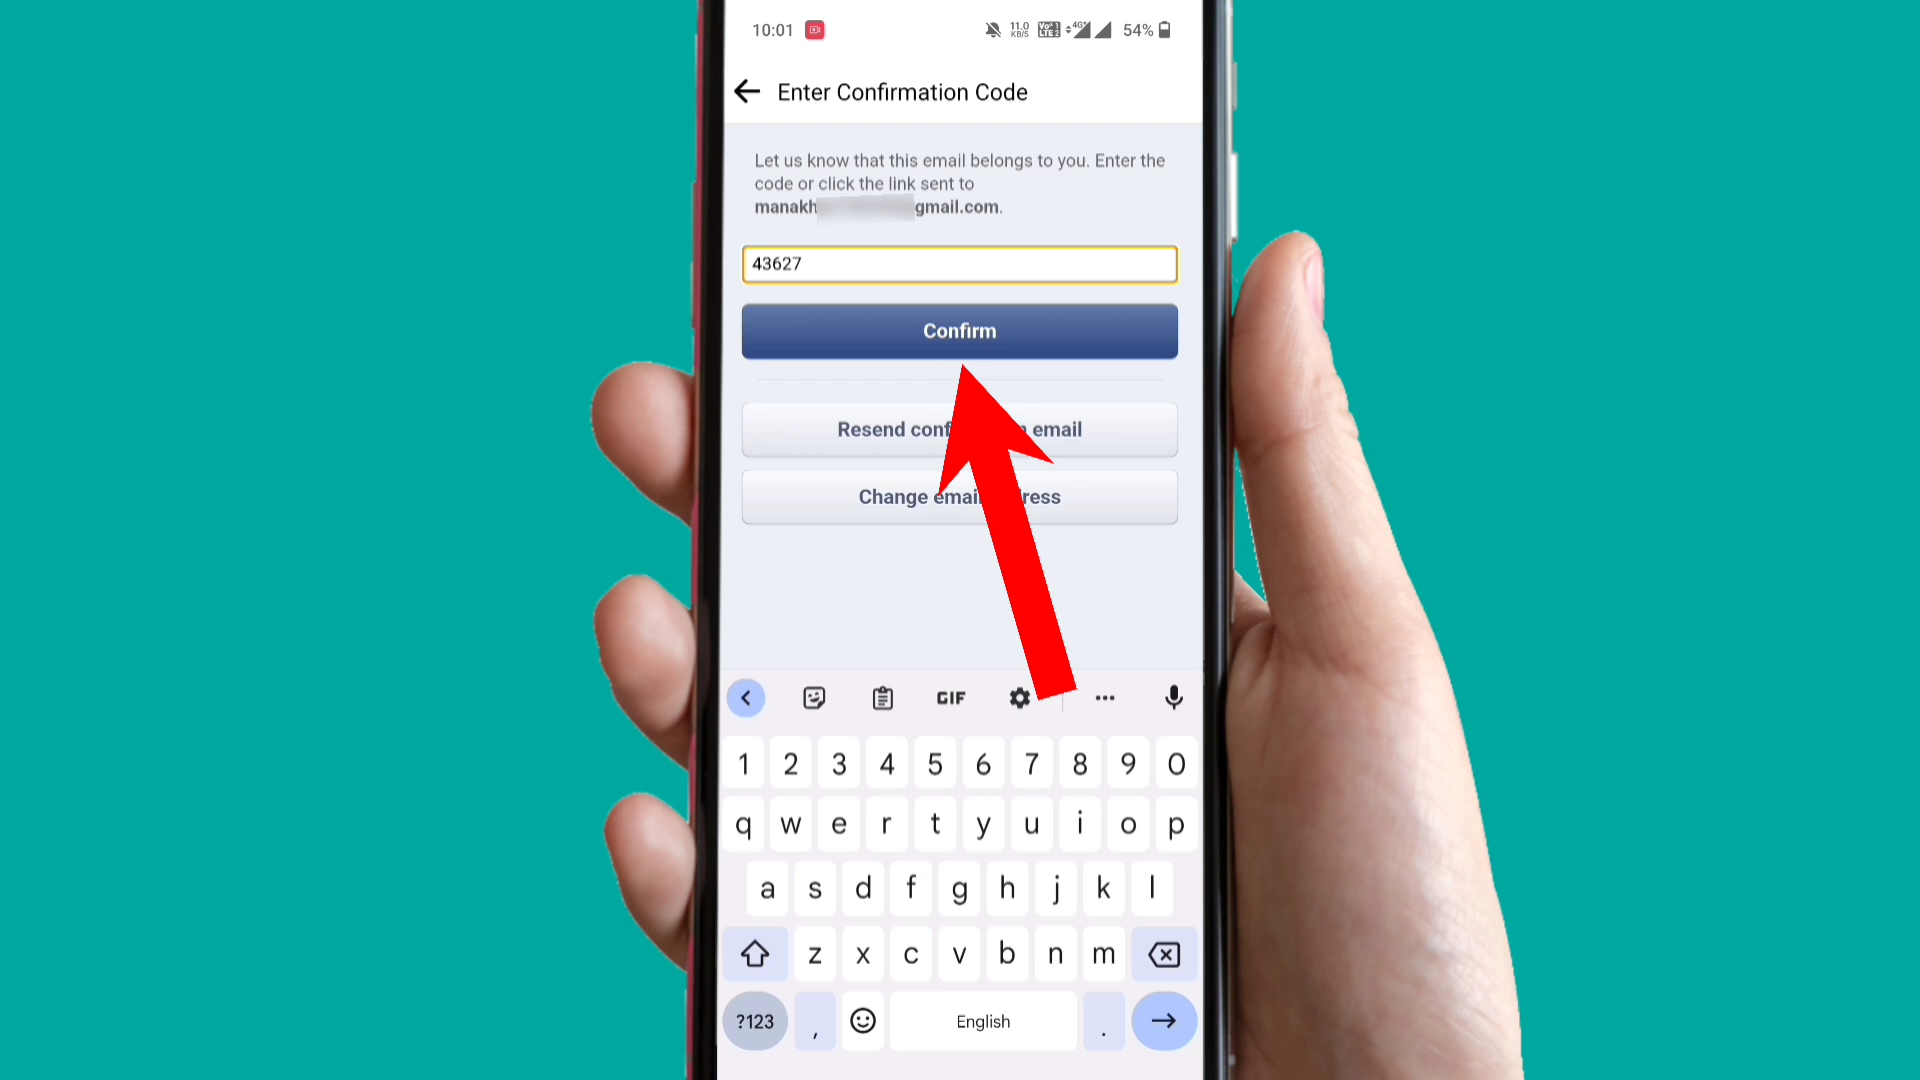 10:01
11.0
KB/S
4G+
54%
Enter Confirmation Code
Let us know that this email belongs to you. Enter the
code or click the link sent to
manakh gmail.com.
43627
Confirm
Resend conf email
Change email ress
GIF
1 2 3 4 5 6 7 8 9 0
q w e r t y u i o p
a s d f g h j k l
z x c v b n m
?123 , English .